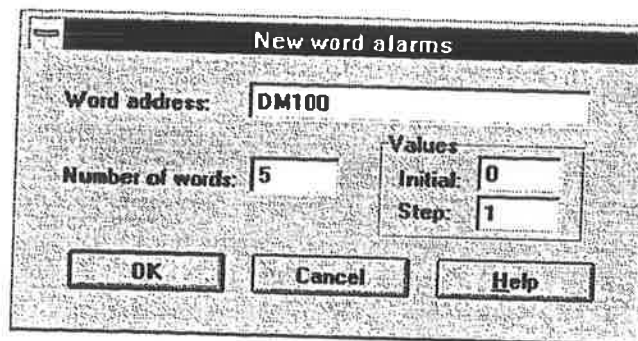 New word alarms
Word address: DM100
Number of words: 5
Values
Initial: 0
Step: 1
OK Cancel Help